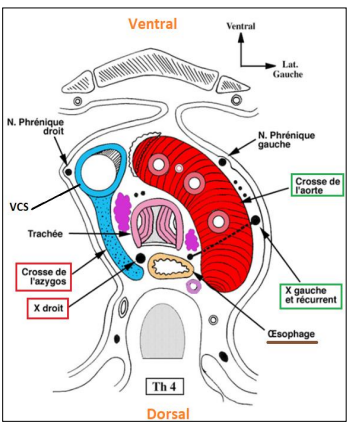 Ventral
Ventral
Lat.
Gauche
N. Phrénique
droit
N. Phrénique
gauche
Crosse de
l'aorte
VCS
Trachée
Crosse de
l'azygos
X droit
X gauche
et récurrent
Œsophage
Th 4
Dorsal